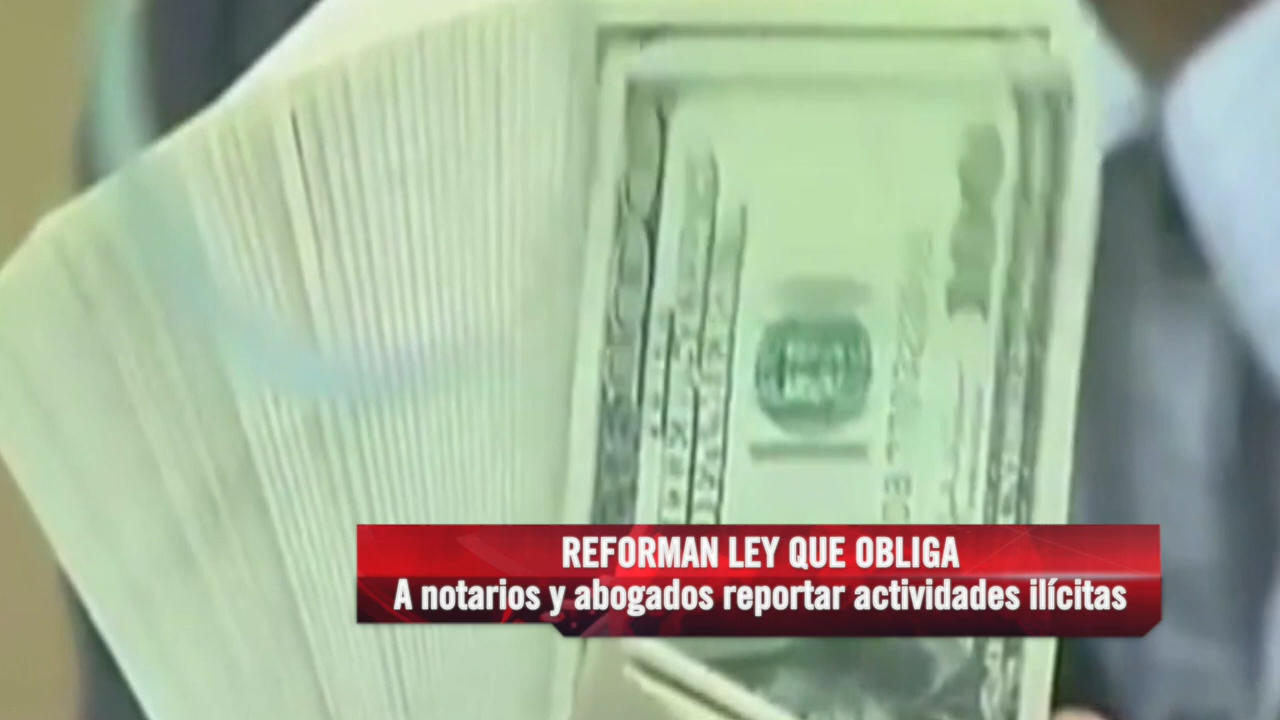 REFORMAN LEY QUE OBLIGA
A notarios y abogados reportar actividades ilícitas